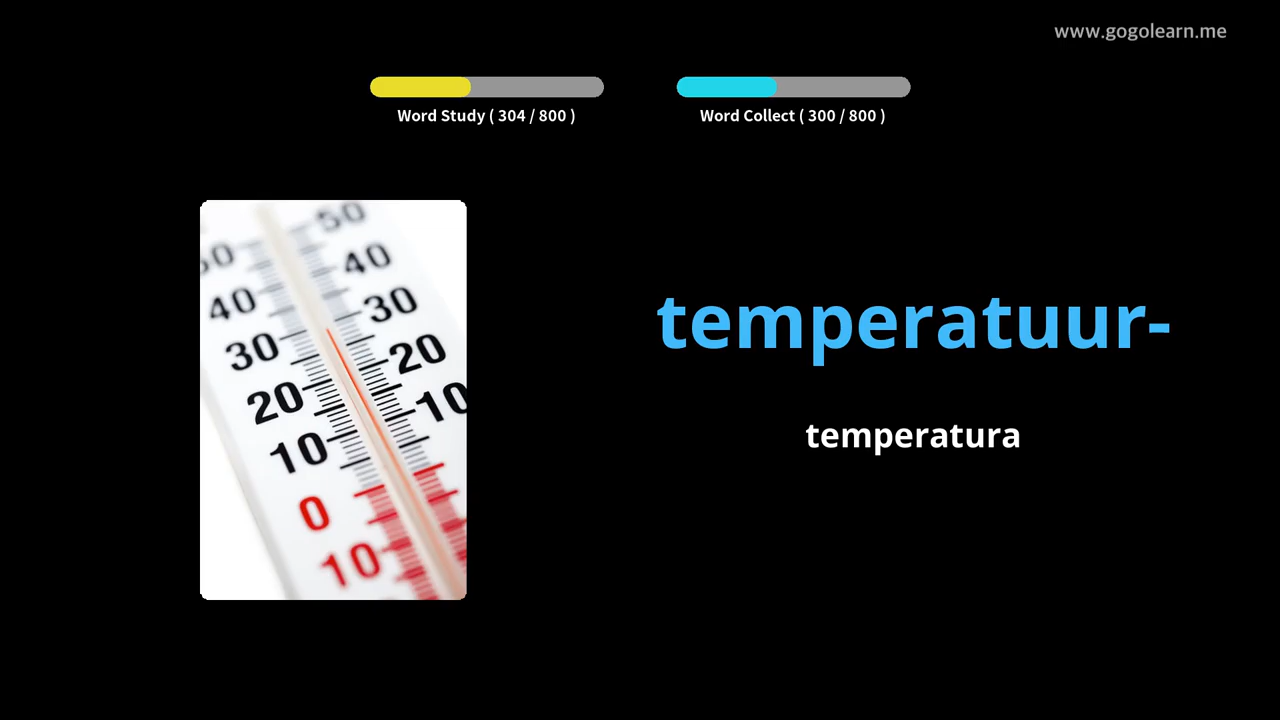 www.gogolearn.me
Word Study ( 304 / 800 )
Word Collect ( 300 / 800 )
temperatuur-
temperatura
50
40
30
20
10
40
30
20
10
0
10